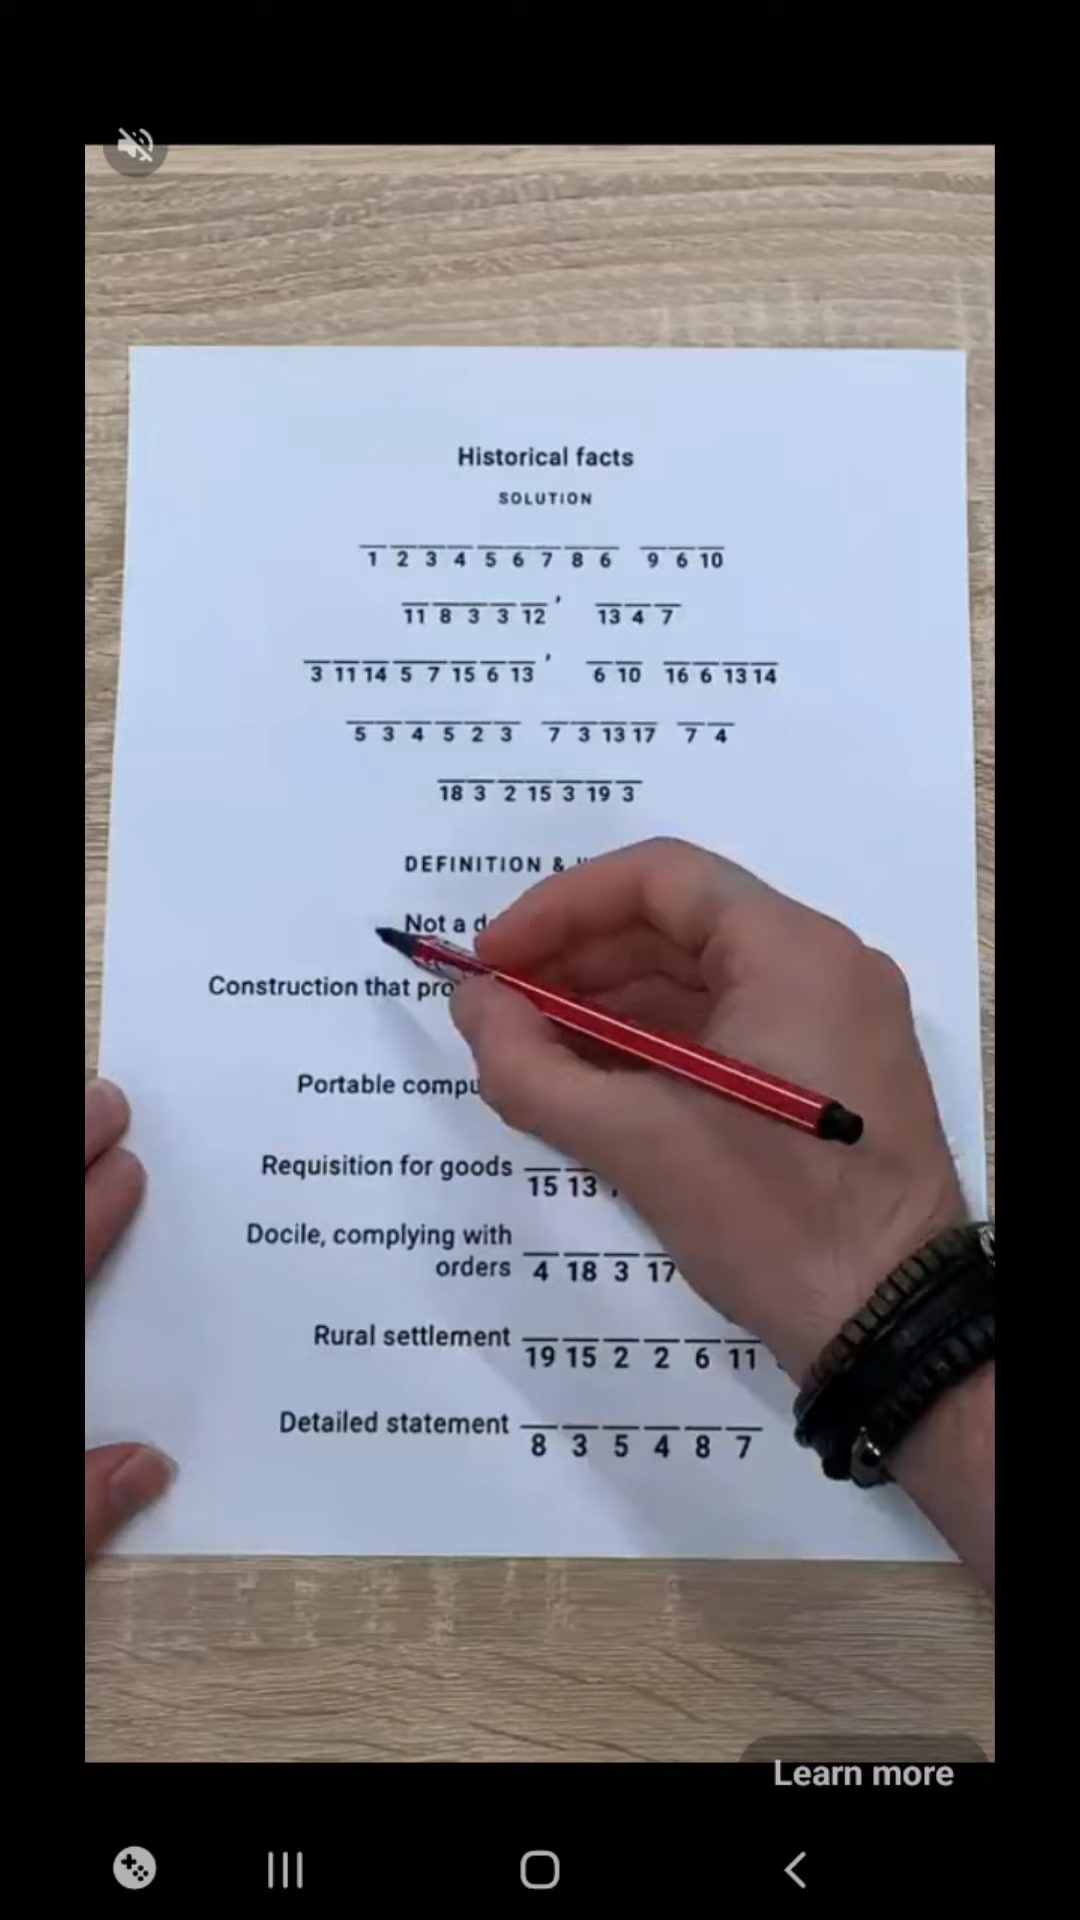 Historical facts
SOLUTION
1 2 3 4 5 6 7 8 6 9 6 10
11 8 3 3 12 ' 13 4 7
3 11 14 5 7 15 6 13 ' 6 10 16 6 13 14
5 3 4 5 2 3 7 3 13 17 7 4
18 3 2 15 3 19 3
DEFINITION &
Not a
Construction that
Portable
Requisition for goods
15 13
Docile, complying with
orders 4 18 3 17
Rural settlement
19 15 2 2 6 11
Detailed statement
8 3 5 4 8 7
Learn more